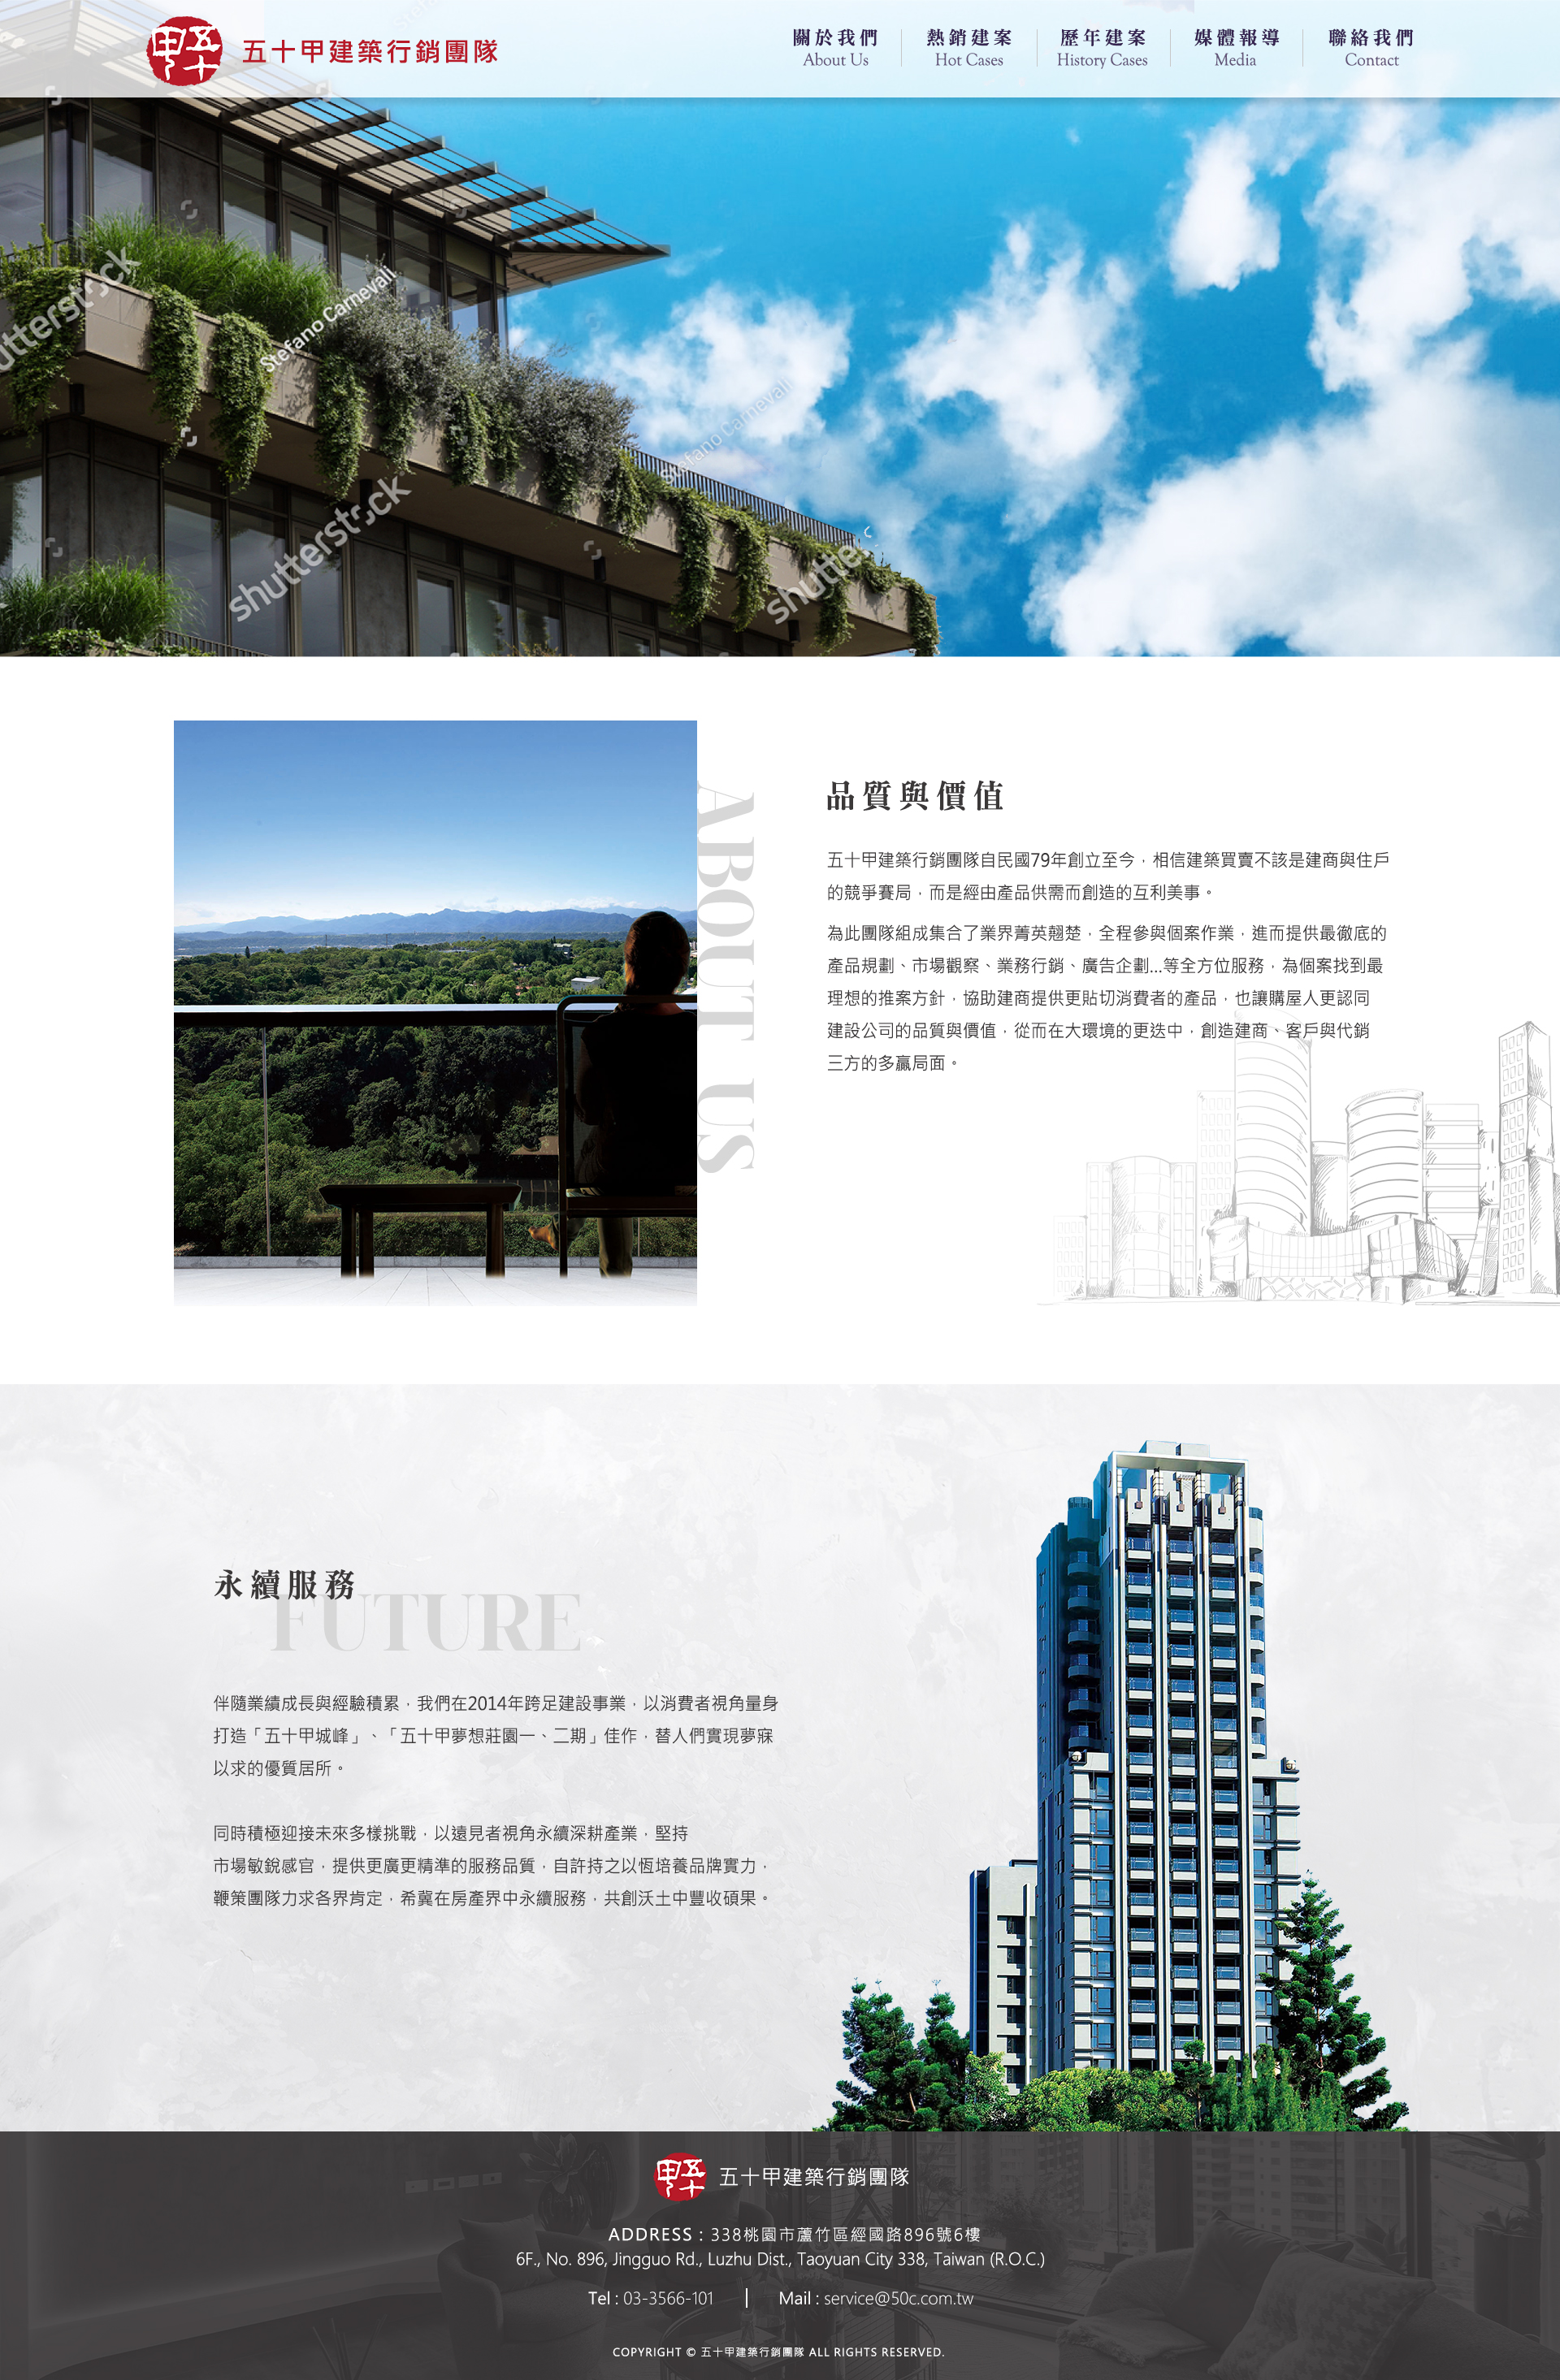 五十甲建築行銷團隊
關於我們 熱銷建案 歷年建案 媒體報導 聯絡我們
About Us Hot Cases History Cases Media Contact
shutterstock
Stefano Carnevali
Stefano Carnevali
shutterstock
ABOUT US
品質與價值
五十甲建築行銷團隊自民國79年創立至今，相信建築買賣不該是建商與住戶
的競爭賽局，而是經由產品供需而創造的互利美事。
為此團隊組成集合了業界菁英翹楚，全程參與個案作業，進而提供最徹底的
產品規劃、市場觀察、業務行銷、廣告企劃...等全方位服務，為個案找到最
理想的推案方針，協助建商提供更貼切消費者的產品，也讓購屋人更認同
建設公司的品質與價值，從而在大環境的更迭中，創造建商、客戶與代銷
三方的多贏局面。
永續服務
FUTURE
伴隨業績成長與經驗積累，我們在2014年跨足建設事業，以消費者視角量身
打造「五十甲城峰」、「五十甲夢想莊園一、二期」佳作，替人們實現夢寐
以求的優質居所。
同時積極迎接未來多樣挑戰，以遠見者視角永續深耕產業，堅持
市場敏銳感官，提供更廣更精準的服務品質，自許持之以恆培養品牌實力，
鞭策團隊力求各界肯定，希冀在房產界中永續服務，共創沃土中豐收碩果。
五十甲建築行銷團隊
ADDRESS : 338桃園市蘆竹區經國路896號6樓
6F., No. 896, Jingguo Rd., Luzhu Dist., Taoyuan City 338, Taiwan (R.O.C.)
Tel : 03-3566-101 | Mail : service@50c.com.tw
COPYRIGHT © 五十甲建築行銷團隊 ALL RIGHTS RESERVED.